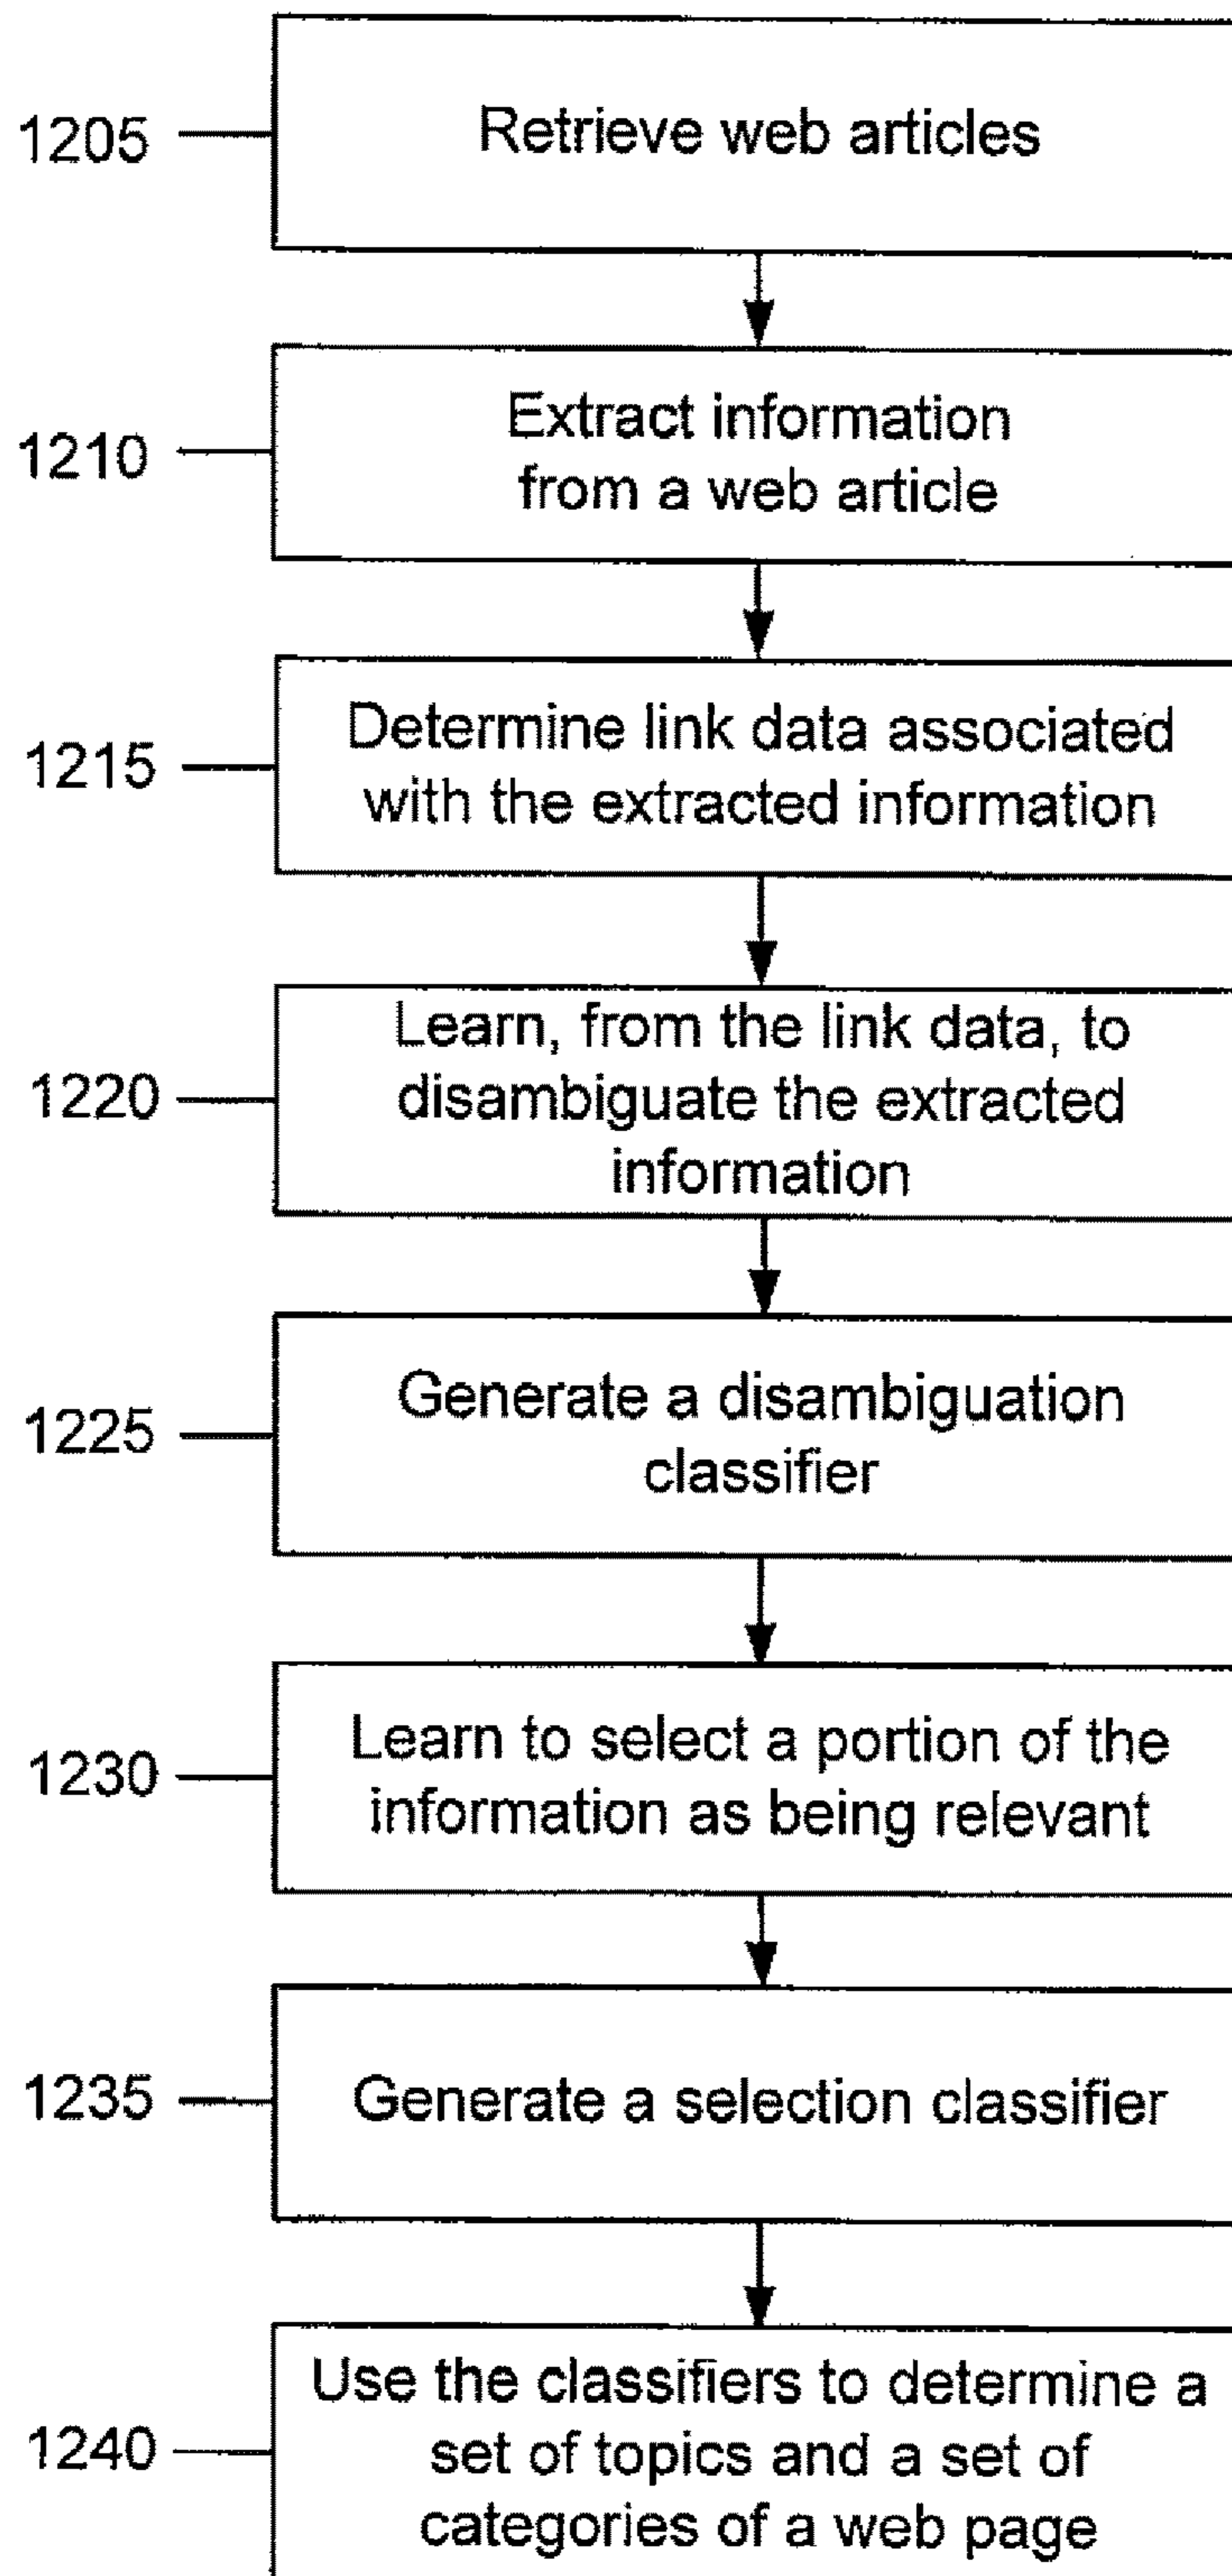 1205
Retrieve web articles
1210
Extract information
from a web article
1215
Determine link data associated
with the extracted information
1220
Learn, from the link data, to
disambiguate the extracted
information
1225
Generate a disambiguation
classifier
1230
Learn to select a portion of the
information as being relevant
1235
Generate a selection classifier
1240
Use the classifiers to determine a
set of topics and a set of
categories of a web page